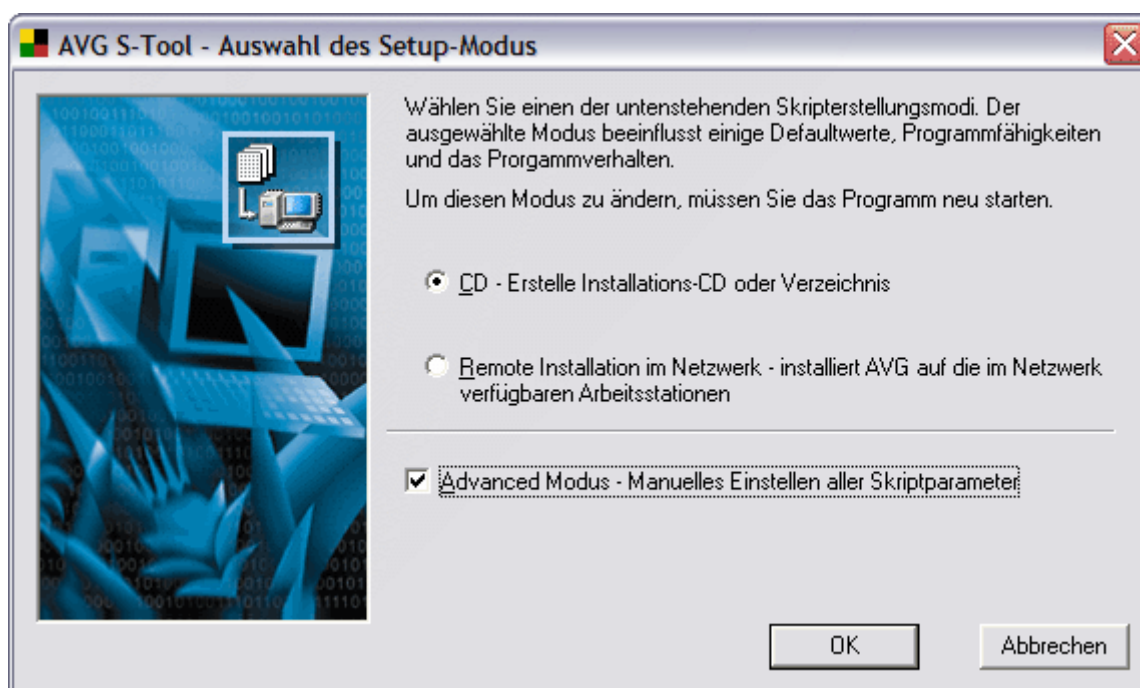 AVG S-Tool - Auswahl des Setup-Modus
Wählen Sie einen der untenstehenden Skripterstellungsmodi. Der
ausgewählte Modus beeinflusst einige Defaultwerte, Programmfähigkeiten
und das Prorgammverhalten.
Um diesen Modus zu ändern, müssen Sie das Programm neu starten.
CD - Erstelle Installations-CD oder Verzeichnis
Remote Installation im Netzwerk - installiert AVG auf die im Netzwerk
verfügbaren Arbeitsstationen
Advanced Modus - Manuelles Einstellen aller Skriptparameter
OK
Abbrechen